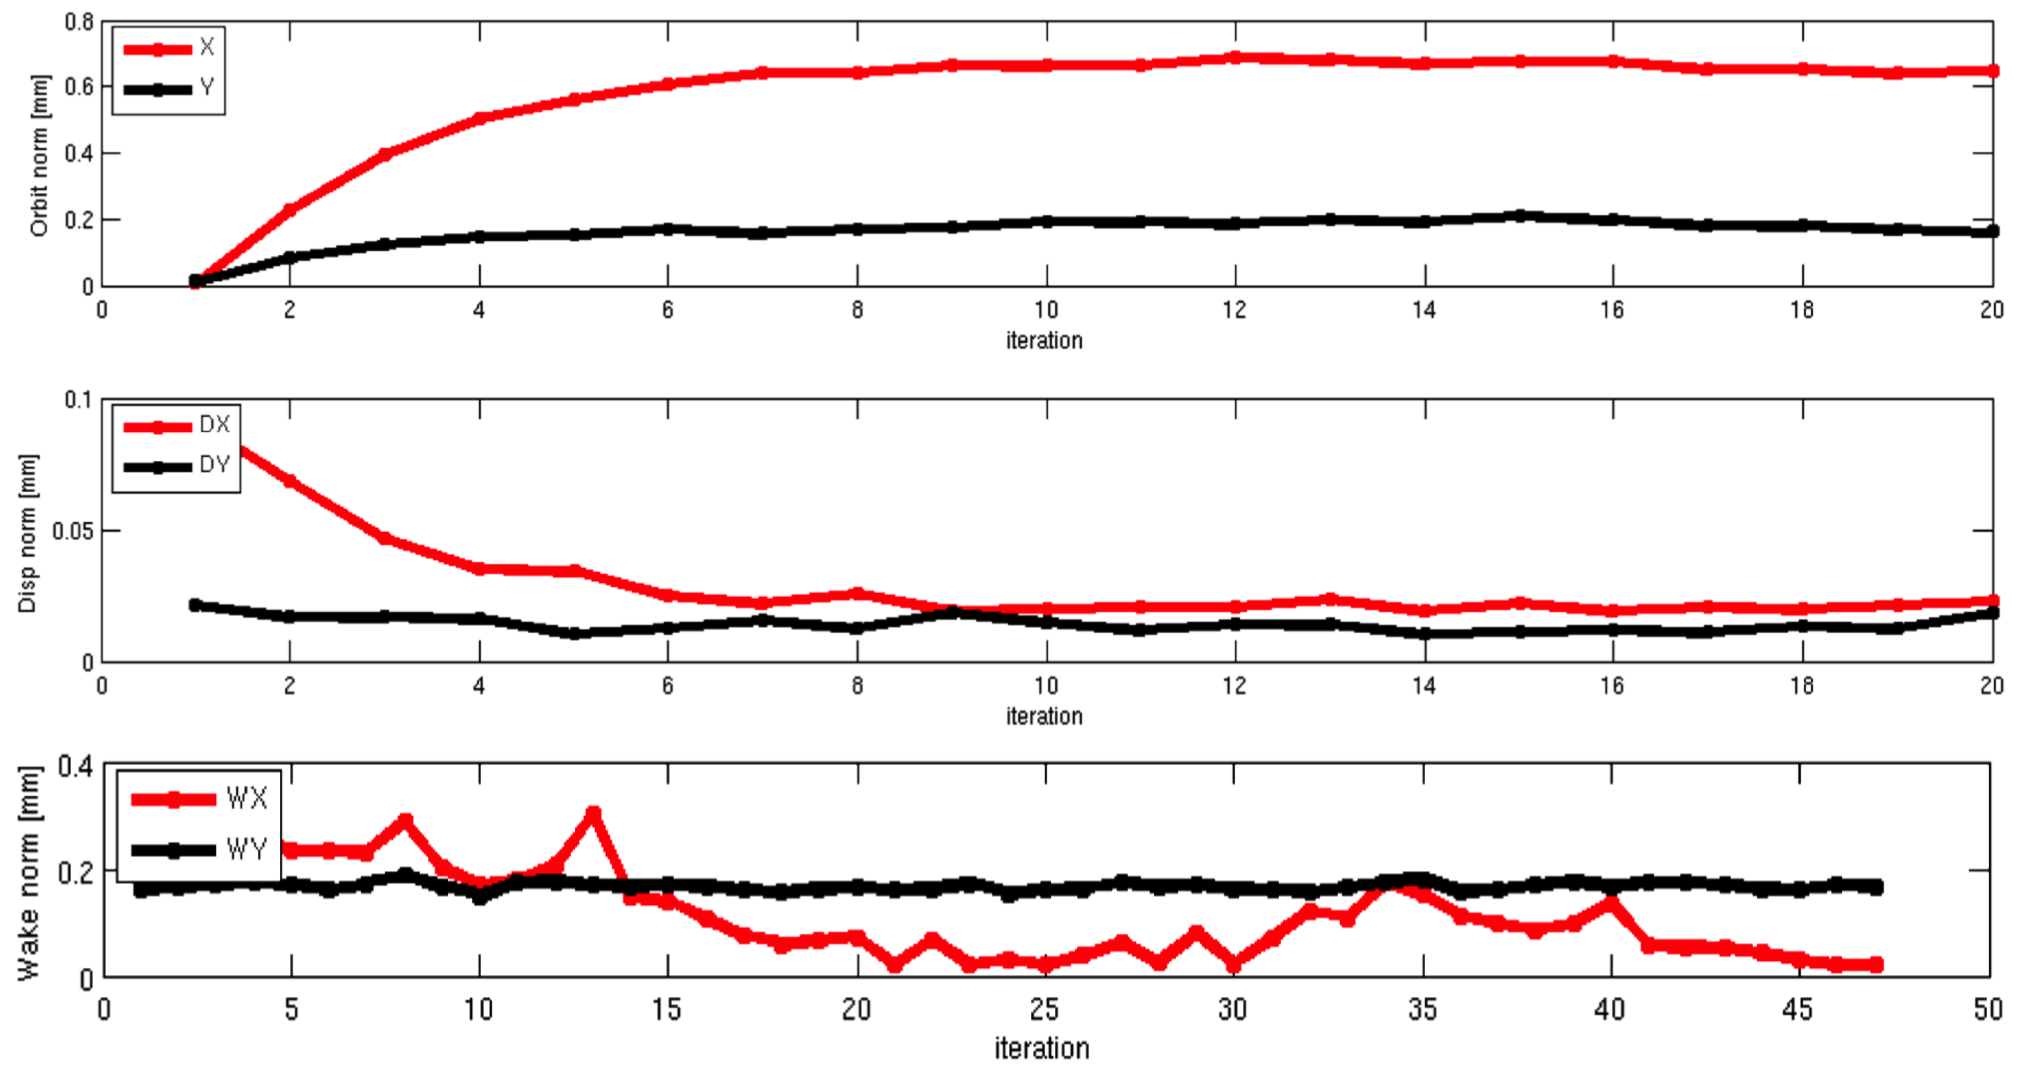 Orbit norm [mm]
0.8
0.6
0.4
0.2
0
X
Y
0 2 4 6 8 10 12 14 16 18 20
iteration
Disp norm [mm]
0.1
0.05
0
DX
DY
0 2 4 6 8 10 12 14 16 18 20
iteration
Wake norm [mm]
0.4
0.2
0
WX
WY
0 5 10 15 20 25 30 35 40 45 50
iteration